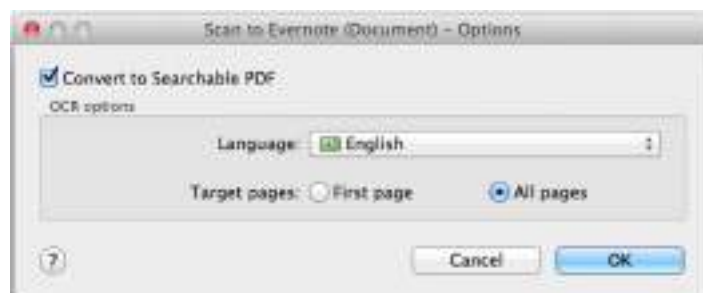 Scan to Evernote (Document) - Options
Convert to Searchable PDF
OCR options
Language: English
Target pages: First page All pages
? Cancel OK